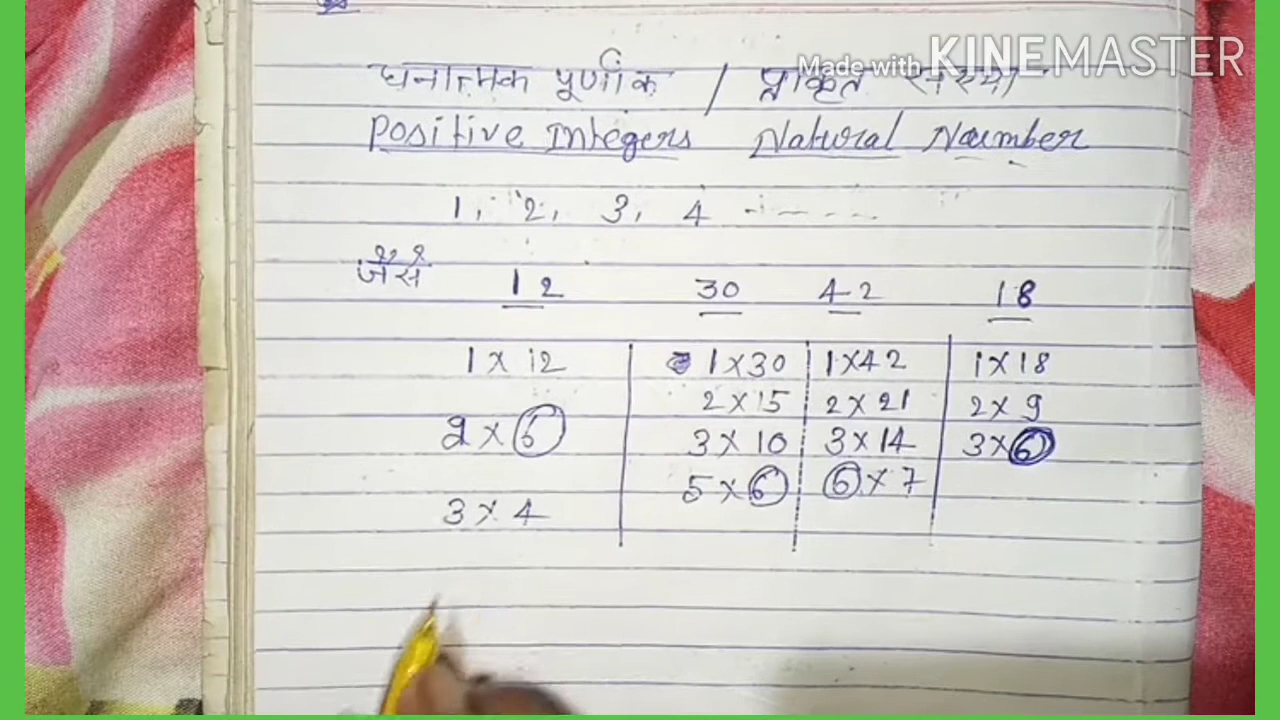 Made with KINEMASTER
धनात्मक पूर्णांक / प्राकृत संख्या
Positive Integers Natural Number
1, 2, 3, 4 -----
जैसे 12 30 42 18
1 x 12 1 x 30 1 x 42 1 x 18
2 x 15 2 x 21 2 x 9
2 x 6 3 x 10 3 x 14 3 x 6
5 x 6 6 x 7
3 x 4